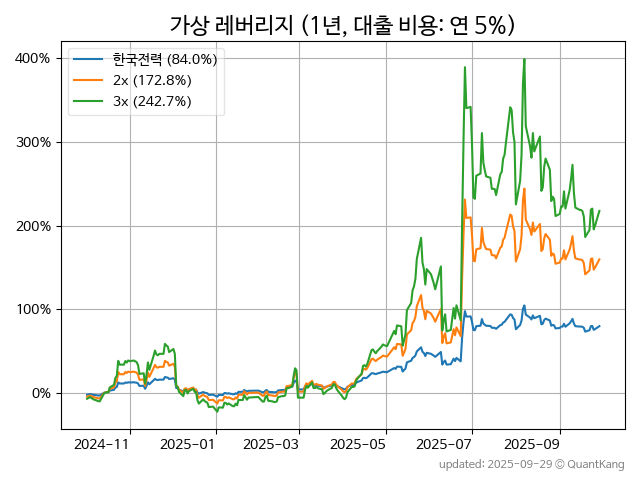 가상 레버리지 (1년, 대출 비용: 연 5%)
400%
300%
200%
100%
0%
한국전력 (84.0%)
2x (172.8%)
3x (242.7%)
2024-11
2025-01
2025-03
2025-05
2025-07
2025-09
updated: 2025-09-29 © QuantKang